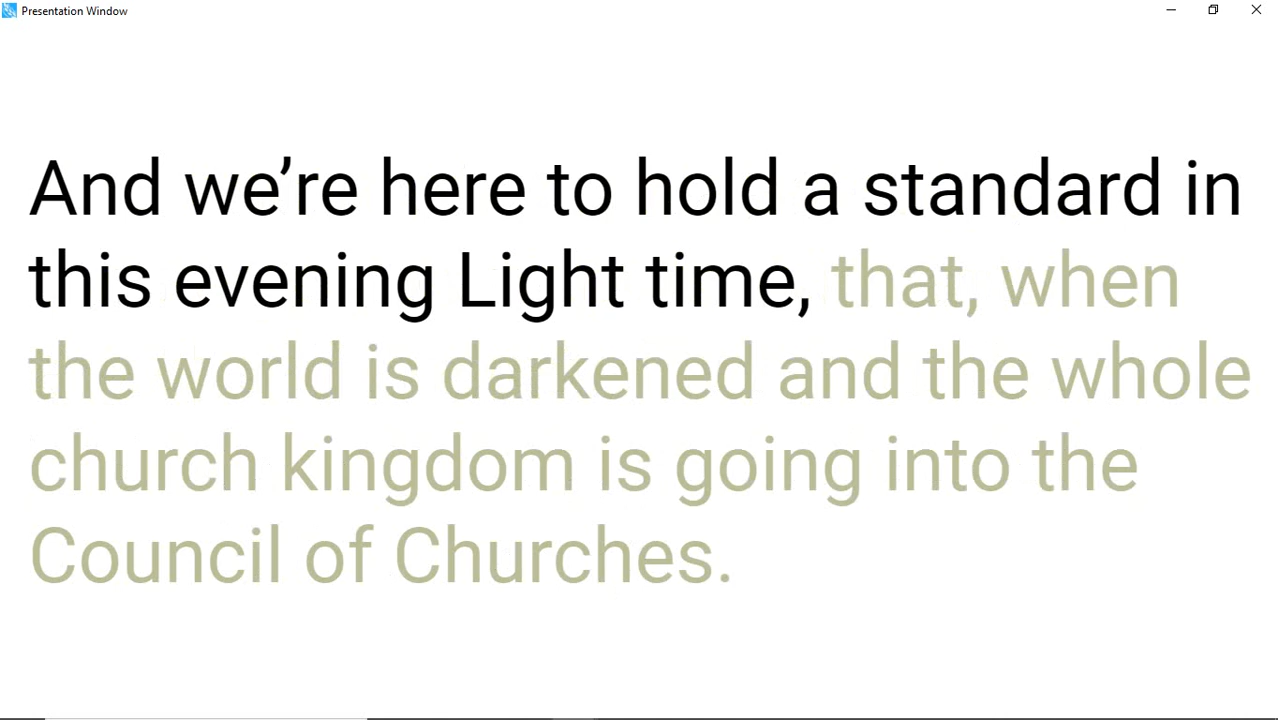 Presentation Window
And we’re here to hold a standard in
this evening Light time, that, when
the world is darkened and the whole
church kingdom is going into the
Council of Churches.